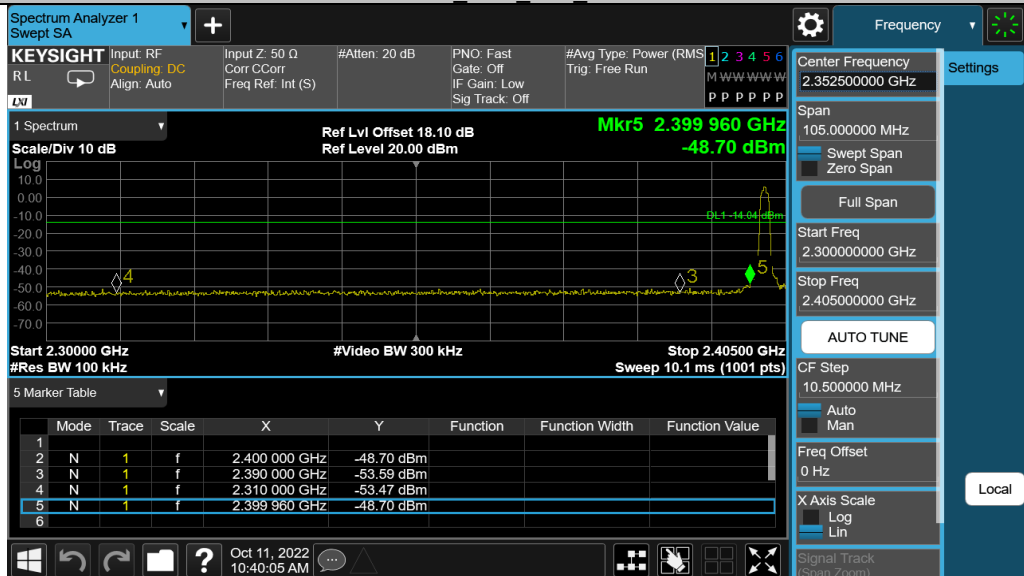 Spectrum Analyzer 1
Swept SA
Frequency
KEYSIGHT
R L
LXI
Input: RF
Coupling: DC
Align: Auto
Input Z: 50 Ω
Corr CCorr
Freq Ref: Int (S)
#Atten: 20 dB
PNO: Fast
Gate: Off
IF Gain: Low
Sig Track: Off
#Avg Type: Power (RMS
Trig: Free Run
1 2 3 4 5 6
M W W W W W
P P P P P P
Center Frequency
2.352500000 GHz
Settings
Span
105.000000 MHz
Swept Span
Zero Span
Full Span
Start Freq
2.300000000 GHz
Stop Freq
2.405000000 GHz
AUTO TUNE
CF Step
10.500000 MHz
Auto
Man
Freq Offset
0 Hz
X Axis Scale
Log
Lin
Signal Track
(Span Zoom)
Local
1 Spectrum
Scale/Div 10 dB
Ref Lvl Offset 18.10 dB
Ref Level 20.00 dBm
Mkr5 2.399 960 GHz
-48.70 dBm
Log
10.0
0.00
-10.0
-20.0
-30.0
-40.0
-50.0
-60.0
-70.0
DL1 -14.04 dBm
4
3
5
Start 2.30000 GHz
#Video BW 300 kHz
Stop 2.40500 GHz
#Res BW 100 kHz
Sweep 10.1 ms (1001 pts)
5 Marker Table
Mode Trace Scale X Y Function Function Width Function Value
1
2 N 1 f 2.400 000 GHz -48.70 dBm
3 N 1 f 2.390 000 GHz -53.59 dBm
4 N 1 f 2.310 000 GHz -53.47 dBm
5 N 1 f 2.399 960 GHz -48.70 dBm
6
?
Oct 11, 2022
10:40:05 AM